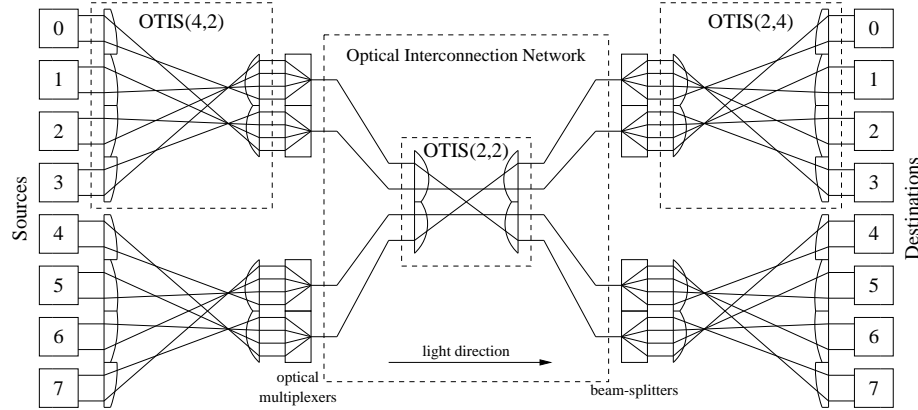 OTIS(4,2)
OTIS(2,4)
0
1
2
3
4
5
6
7
Sources
Optical Interconnection Network
OTIS(2,2)
optical
multiplexers
light direction
beam-splitters
0
1
2
3
4
5
6
7
Destinations